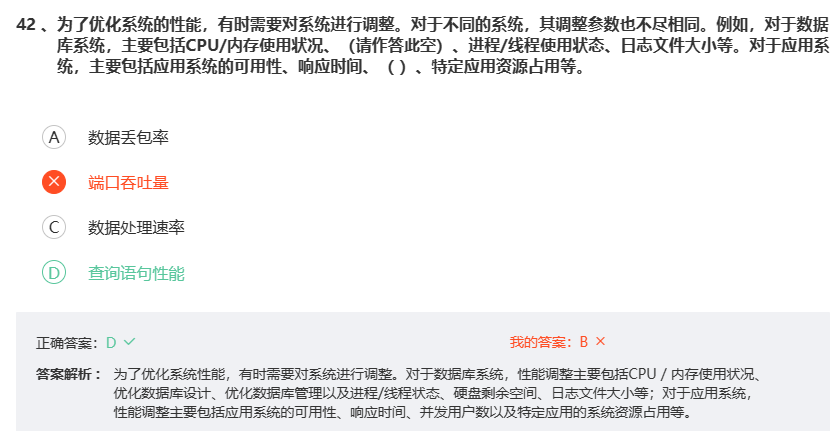 42 、为了优化系统的性能，有时需要对系统进行调整。对于不同的系统，其调整参数也不尽相同。例如，对于数据
库系统，主要包括CPU/内存使用状况、（请作答此空）、进程/线程使用状态、日志文件大小等。对于应用系
统，主要包括应用系统的可用性、响应时间、（ ）、特定应用资源占用等。
A 数据丢包率
端口吞吐量
C 数据处理速率
D 查询语句性能
正确答案：D 我的答案：B
答案解析： 为了优化系统性能，有时需要对系统进行调整。对于数据库系统，性能调整主要包括CPU / 内存使用状况、
优化数据库设计、优化数据库管理以及进程/线程状态、硬盘剩余空间、日志文件大小等；对于应用系统，
性能调整主要包括应用系统的可用性、响应时间、并发用户数以及特定应用的系统资源占用等。